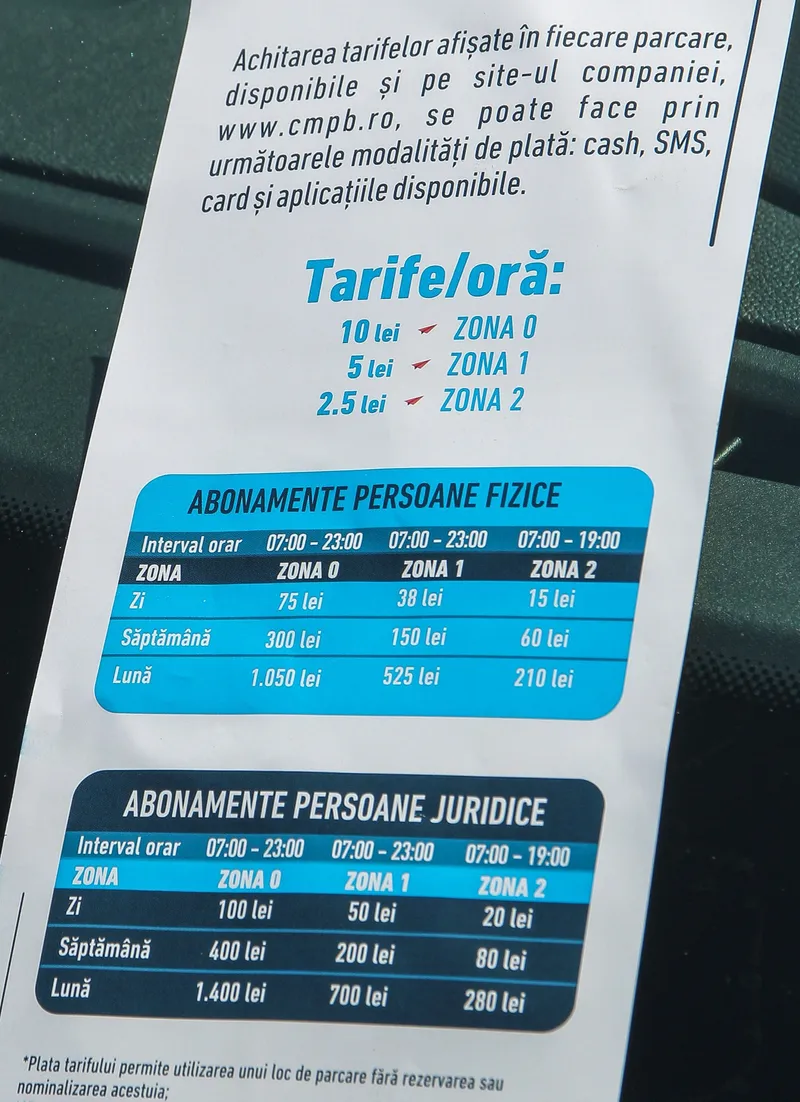 Achitarea tarifelor afișate în fiecare parcare,
disponibile și pe site-ul companiei,
www.cmpb.ro, se poate face prin
următoarele modalități de plată: cash, SMS,
card și aplicațiile disponibile.
Tarife/oră:
10 lei ZONA 0
5 lei ZONA 1
2.5 lei ZONA 2
ABONAMENTE PERSOANE FIZICE
Interval orar 07:00 - 23:00 07:00 - 23:00 07:00 - 19:00
ZONA ZONA 0 ZONA 1 ZONA 2
Zi 75 lei 38 lei 15 lei
Săptămână 300 lei 150 lei 60 lei
Lună 1.050 lei 525 lei 210 lei
ABONAMENTE PERSOANE JURIDICE
Interval orar 07:00 - 23:00 07:00 - 23:00 07:00 - 19:00
ZONA ZONA 0 ZONA 1 ZONA 2
Zi 100 lei 50 lei 20 lei
Săptămână 400 lei 200 lei 80 lei
Lună 1.400 lei 700 lei 280 lei
*Plata tarifului permite utilizarea unui loc de parcare fără rezervarea sau
nominalizarea acestuia;